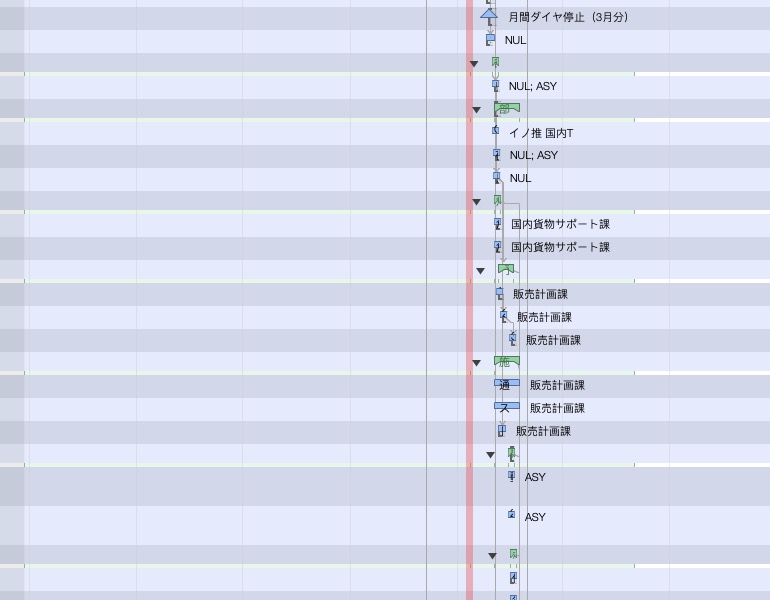 月間ダイヤ停止（3月分）
NUL
NUL; ASY
部
イノ推 国内T
NUL; ASY
NUL
国内貨物サポート課
国内貨物サポート課
販売計画課
販売計画課
販売計画課
施
通 販売計画課
ス 販売計画課
販売計画課
ASY
ASY